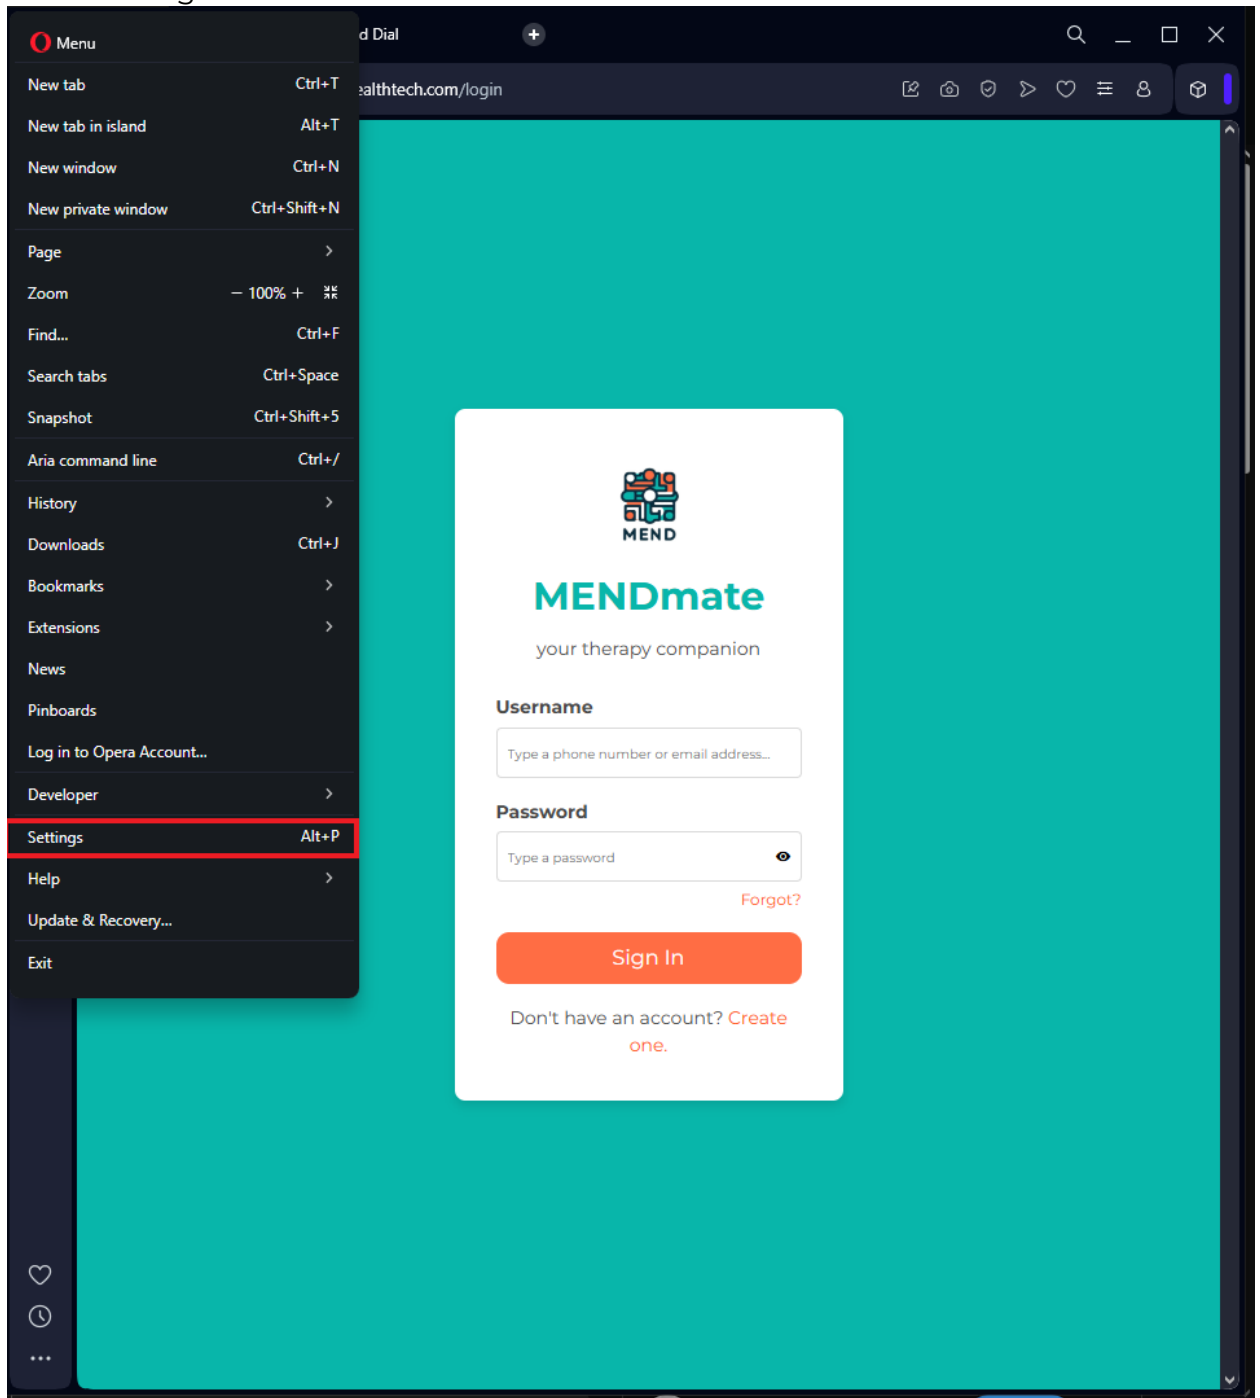 Menu
d Dial
New tab Ctrl+T
ealthtech.com/login
New tab in island Alt+T
New window Ctrl+N
New private window Ctrl+Shift+N
Page
Zoom − 100% +
Find... Ctrl+F
Search tabs Ctrl+Space
Snapshot Ctrl+Shift+5
Aria command line Ctrl+/
History
Downloads Ctrl+J
Bookmarks
Extensions
News
Pinboards
Log in to Opera Account...
Developer
Settings Alt+P
Help
Update & Recovery...
Exit
MEND
MENDmate
your therapy companion
Username
Type a phone number or email address...
Password
Type a password
Forgot?
Sign In
Don't have an account? Create
one.